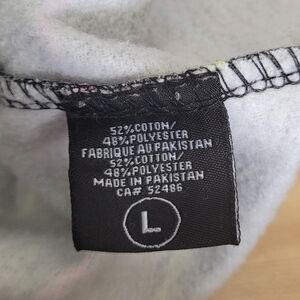 52%COTON/
48%POLYESTER
FABRIQUE AU PAKISTAN
52%COTTON/
48%POLYESTER
MADE IN PAKISTAN
CA# 52486
L